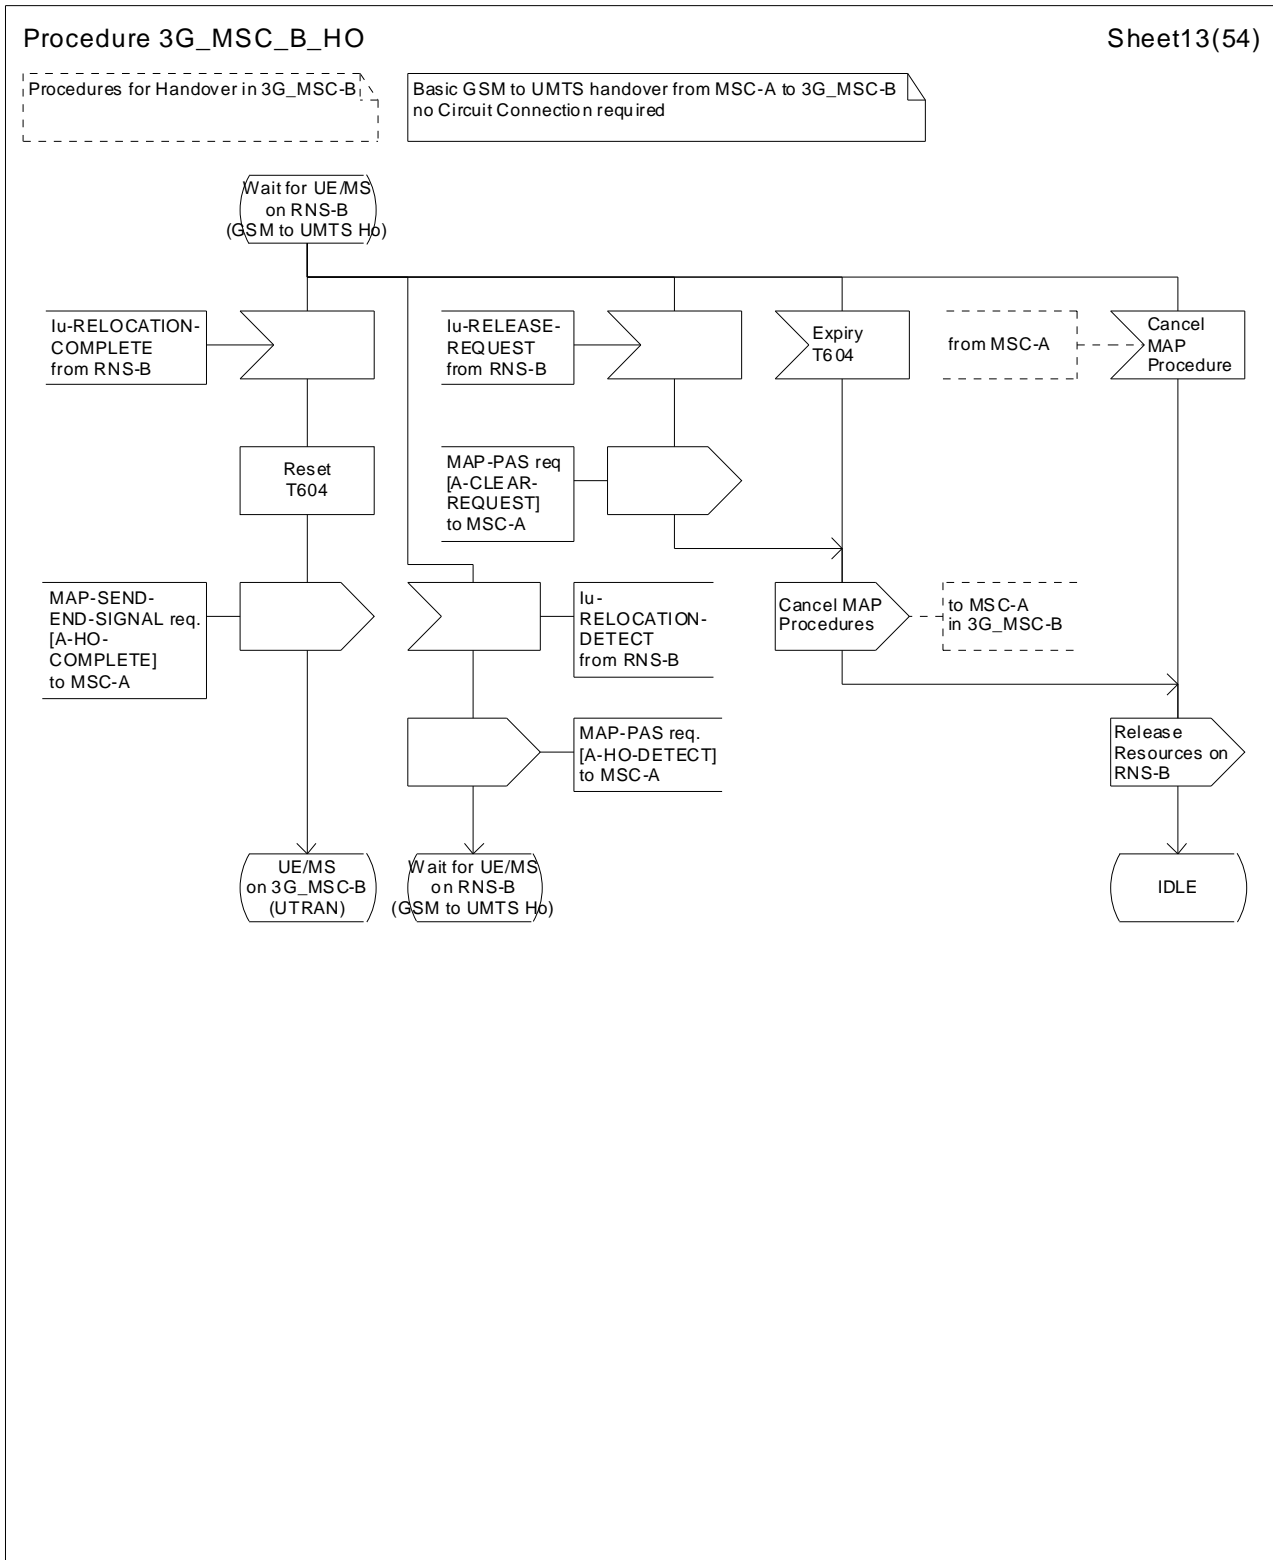 Procedure 3G_MSC_B_HO
Sheet13(54)
Procedures for Handover in 3G_MSC-B
Basic GSM to UMTS handover from MSC-A to 3G_MSC-B
no Circuit Connection required
Wait for UE/MS
on RNS-B
(GSM to UMTS Ho)
Iu-RELOCATION-
COMPLETE
from RNS-B
Iu-RELEASE-
REQUEST
from RNS-B
Expiry
T604
from MSC-A
Cancel
MAP
Procedure
Reset
T604
MAP-PAS req
[A-CLEAR-
REQUEST]
to MSC-A
MAP-SEND-
END-SIGNAL req.
[A-HO-
COMPLETE]
to MSC-A
Iu-
RELOCATION-
DETECT
from RNS-B
Cancel MAP
Procedures
to MSC-A
in 3G_MSC-B
MAP-PAS req.
[A-HO-DETECT]
to MSC-A
Release
Resources on
RNS-B
UE/MS
on 3G_MSC-B
(UTRAN)
Wait for UE/MS
on RNS-B
(GSM to UMTS Ho)
IDLE